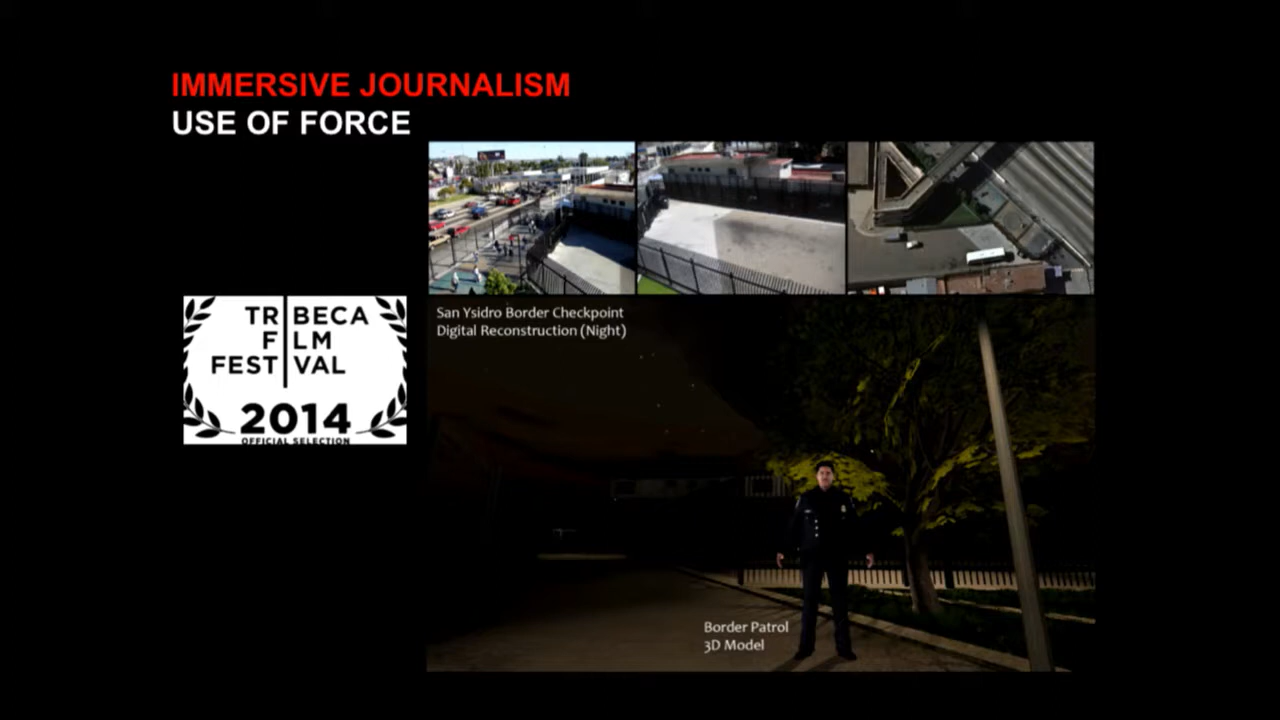 IMMERSIVE JOURNALISM
USE OF FORCE
TR BECA
F LM
FEST VAL
2014
OFFICIAL SELECTION
San Ysidro Border Checkpoint
Digital Reconstruction (Night)
Border Patrol
3D Model